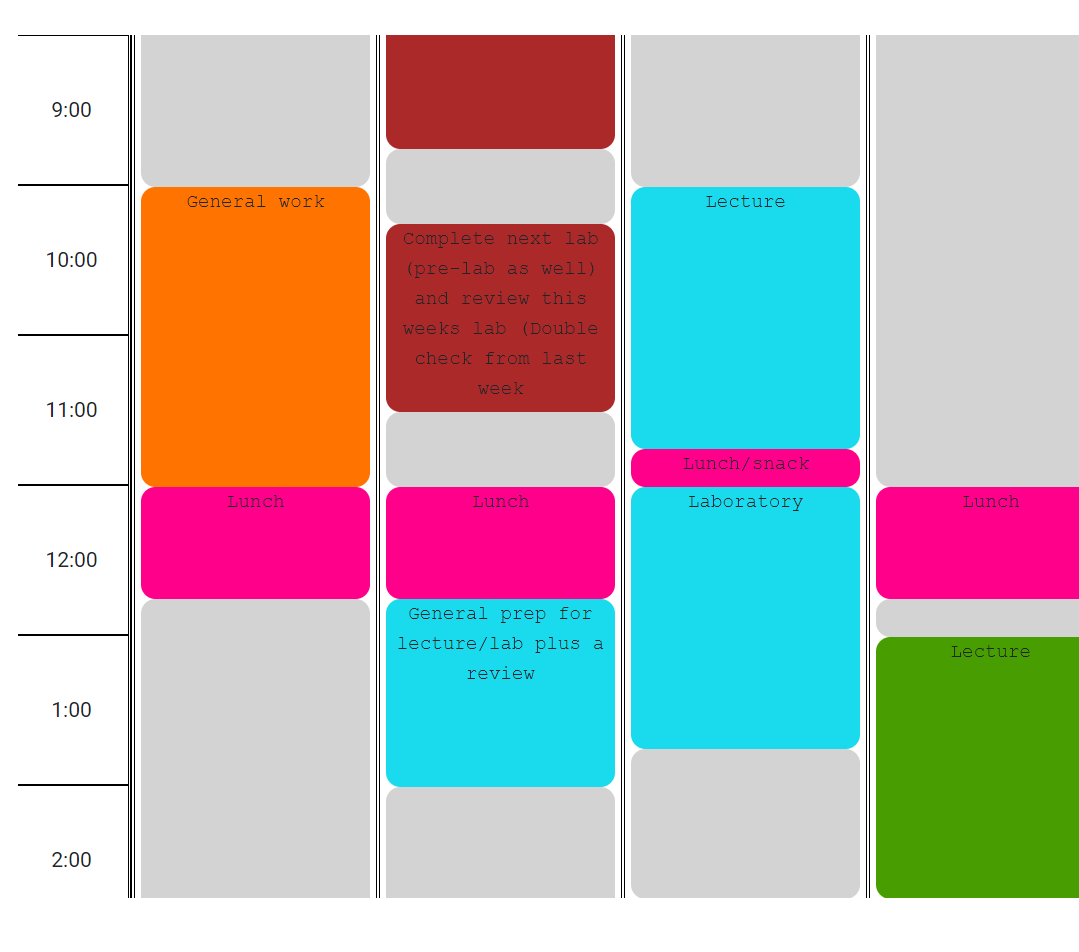 9:00
10:00
11:00
12:00
1:00
2:00
General work
Lunch
Complete next lab
(pre-lab as well)
and review this
weeks lab (Double
check from last
week
Lunch
General prep for
lecture/lab plus a
review
Lecture
Lunch/snack
Laboratory
Lunch
Lecture